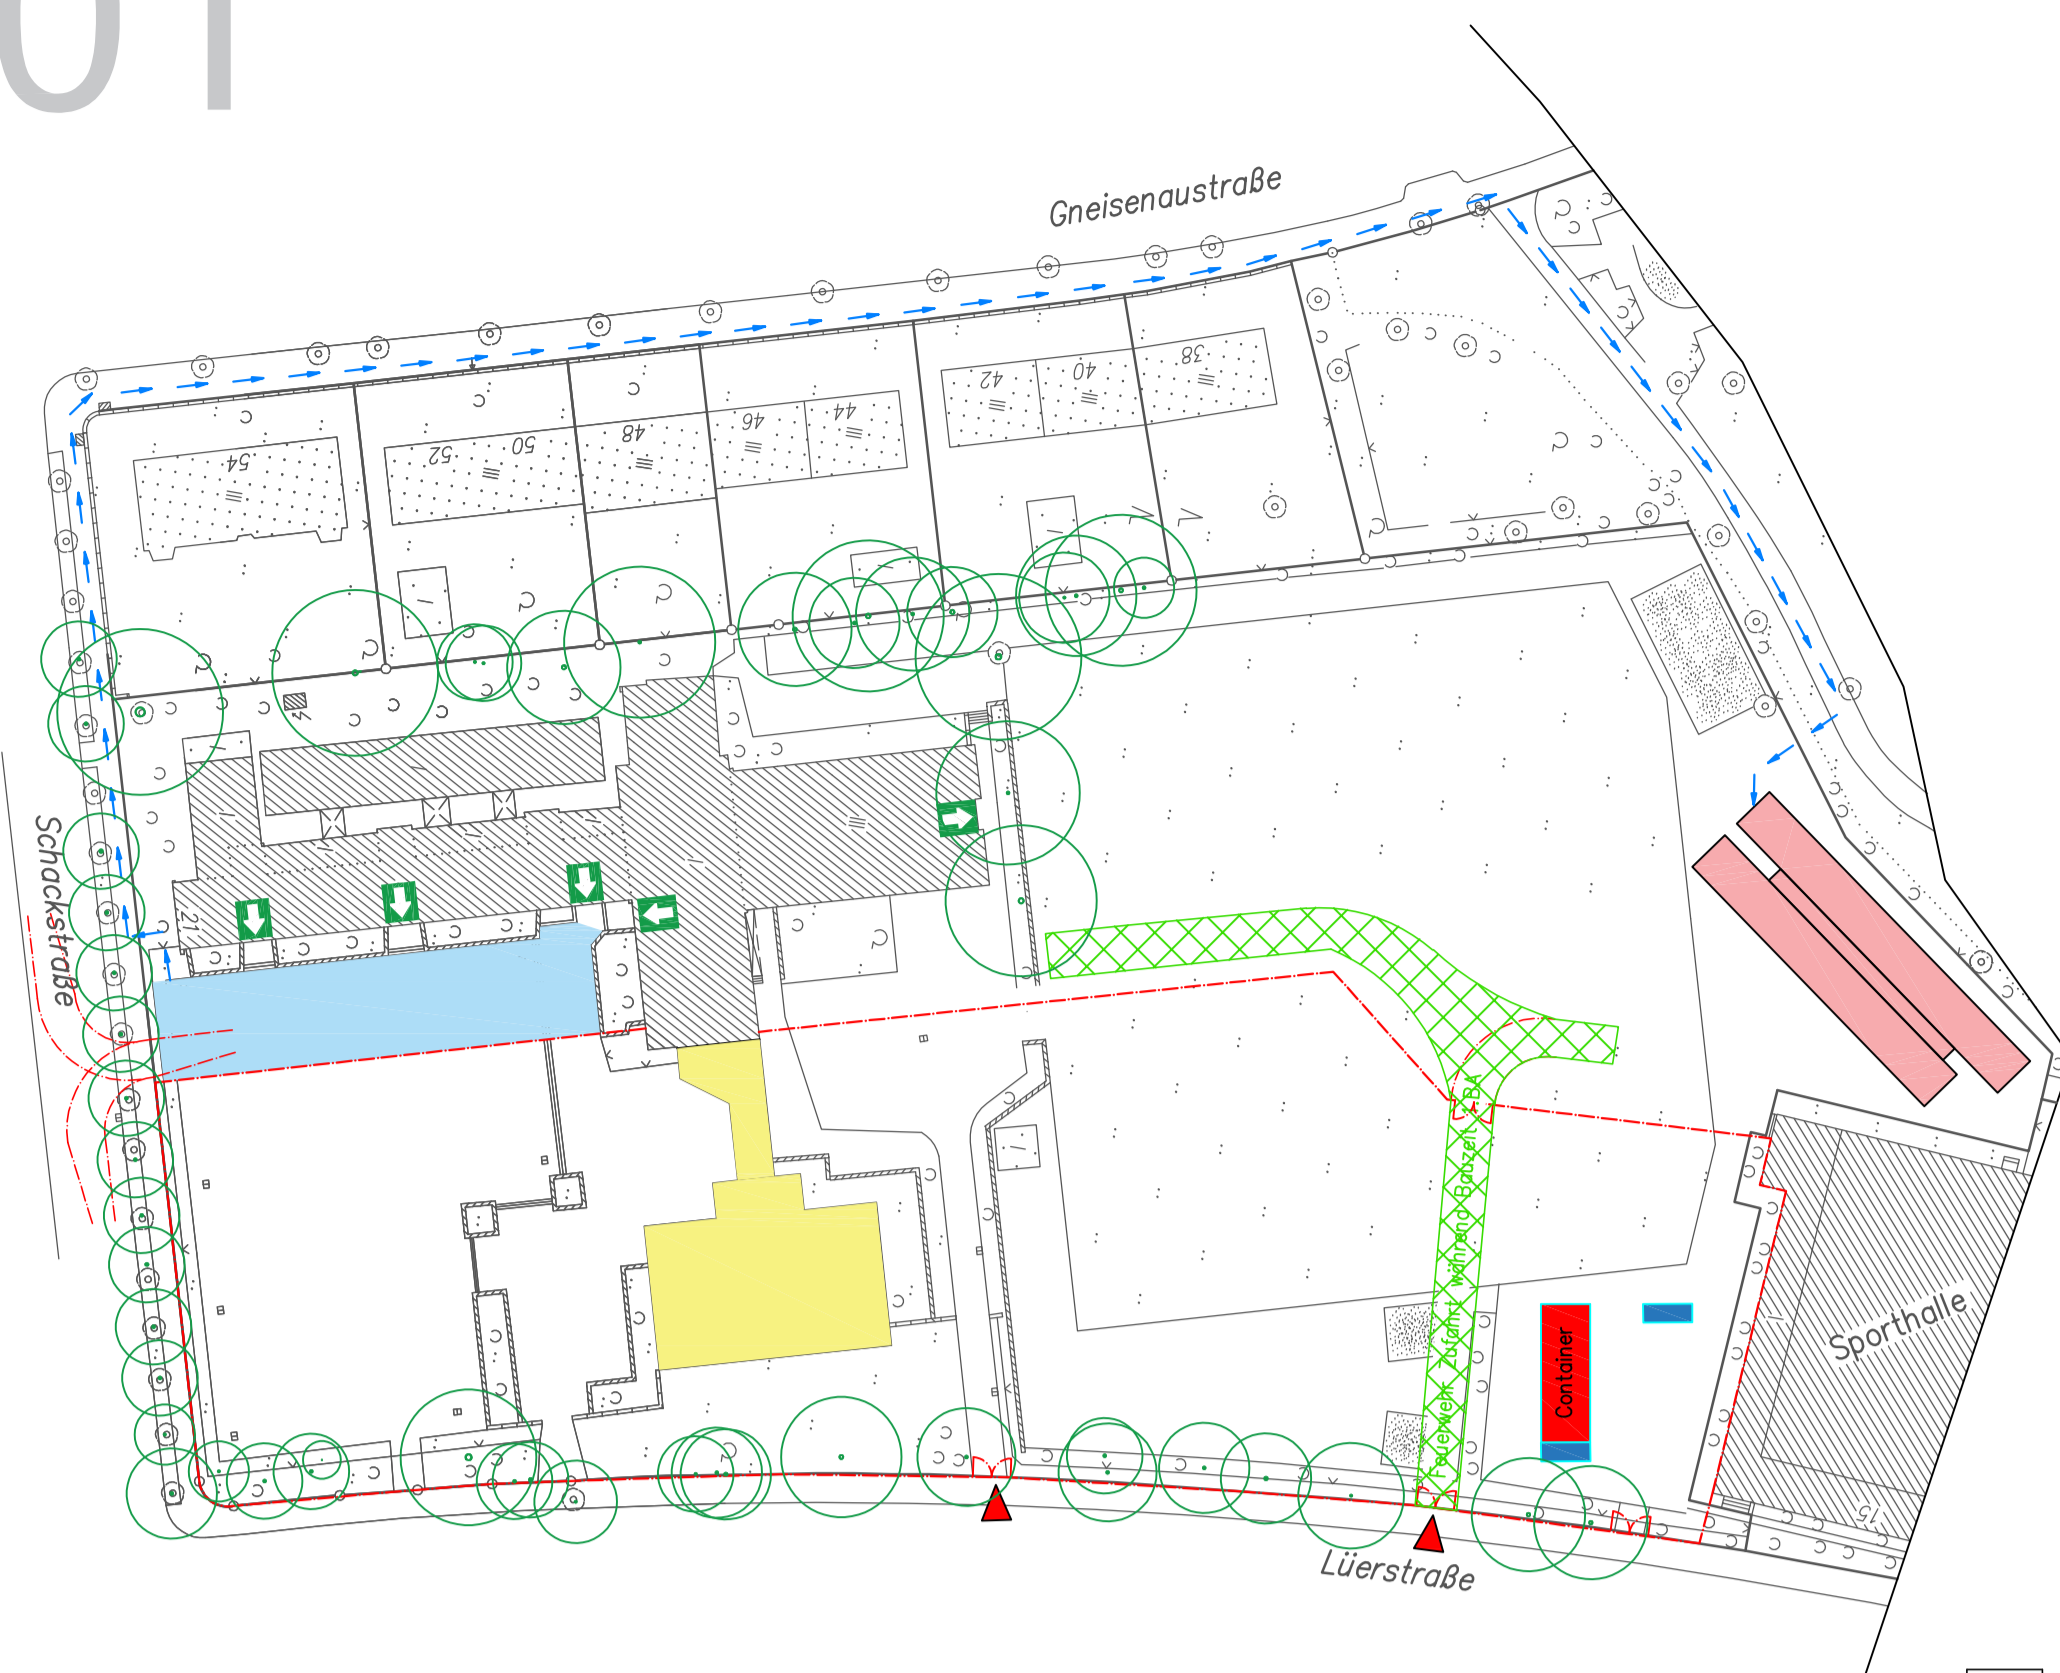 01
Gneisenaustraße
38
40
42
44
46
48
50
52
54
Schackstraße
21
Feuerwehr Zufahrt während Bauzeit 1.BA
Container
Sporthalle
15
Lüerstraße